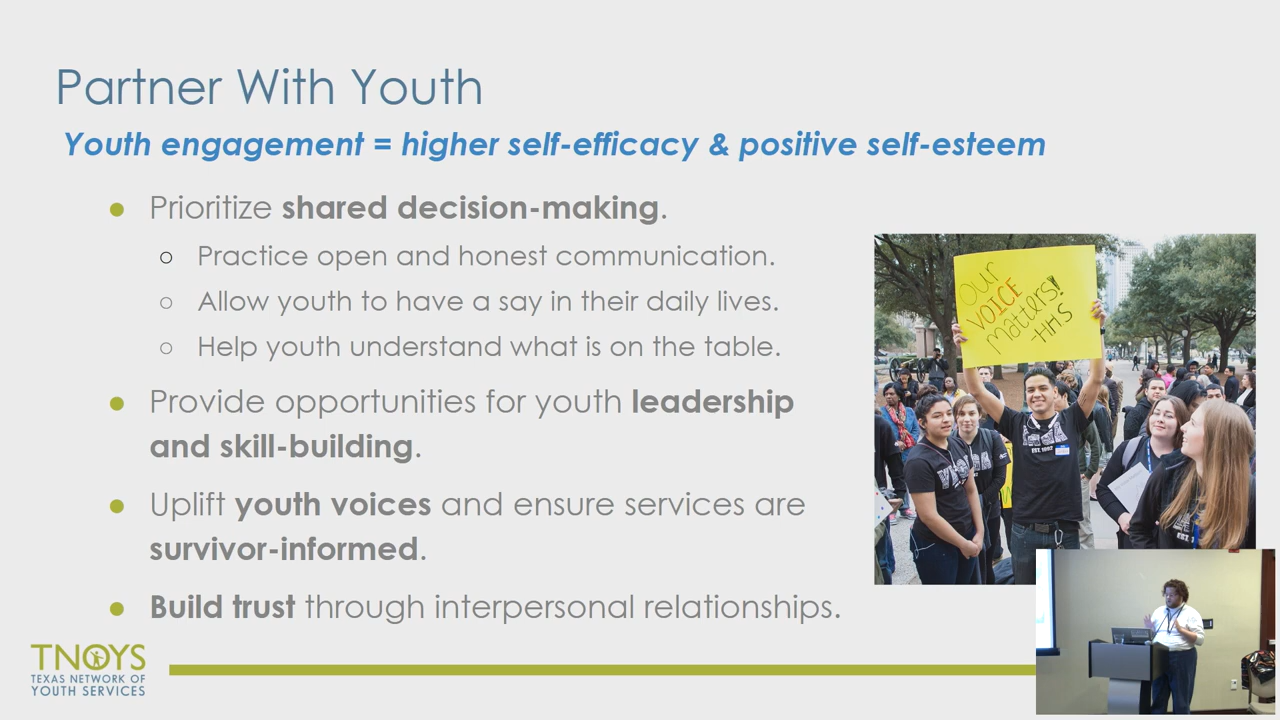 Partner With Youth
Youth engagement = higher self-efficacy & positive self-esteem
● Prioritize shared decision-making.
○ Practice open and honest communication.
○ Allow youth to have a say in their daily lives.
○ Help youth understand what is on the table.
● Provide opportunities for youth leadership
and skill-building.
● Uplift youth voices and ensure services are
survivor-informed.
● Build trust through interpersonal relationships.
our
VOICE
matters!
-HHS
EST. 1992
TNOYS
TEXAS NETWORK OF
YOUTH SERVICES